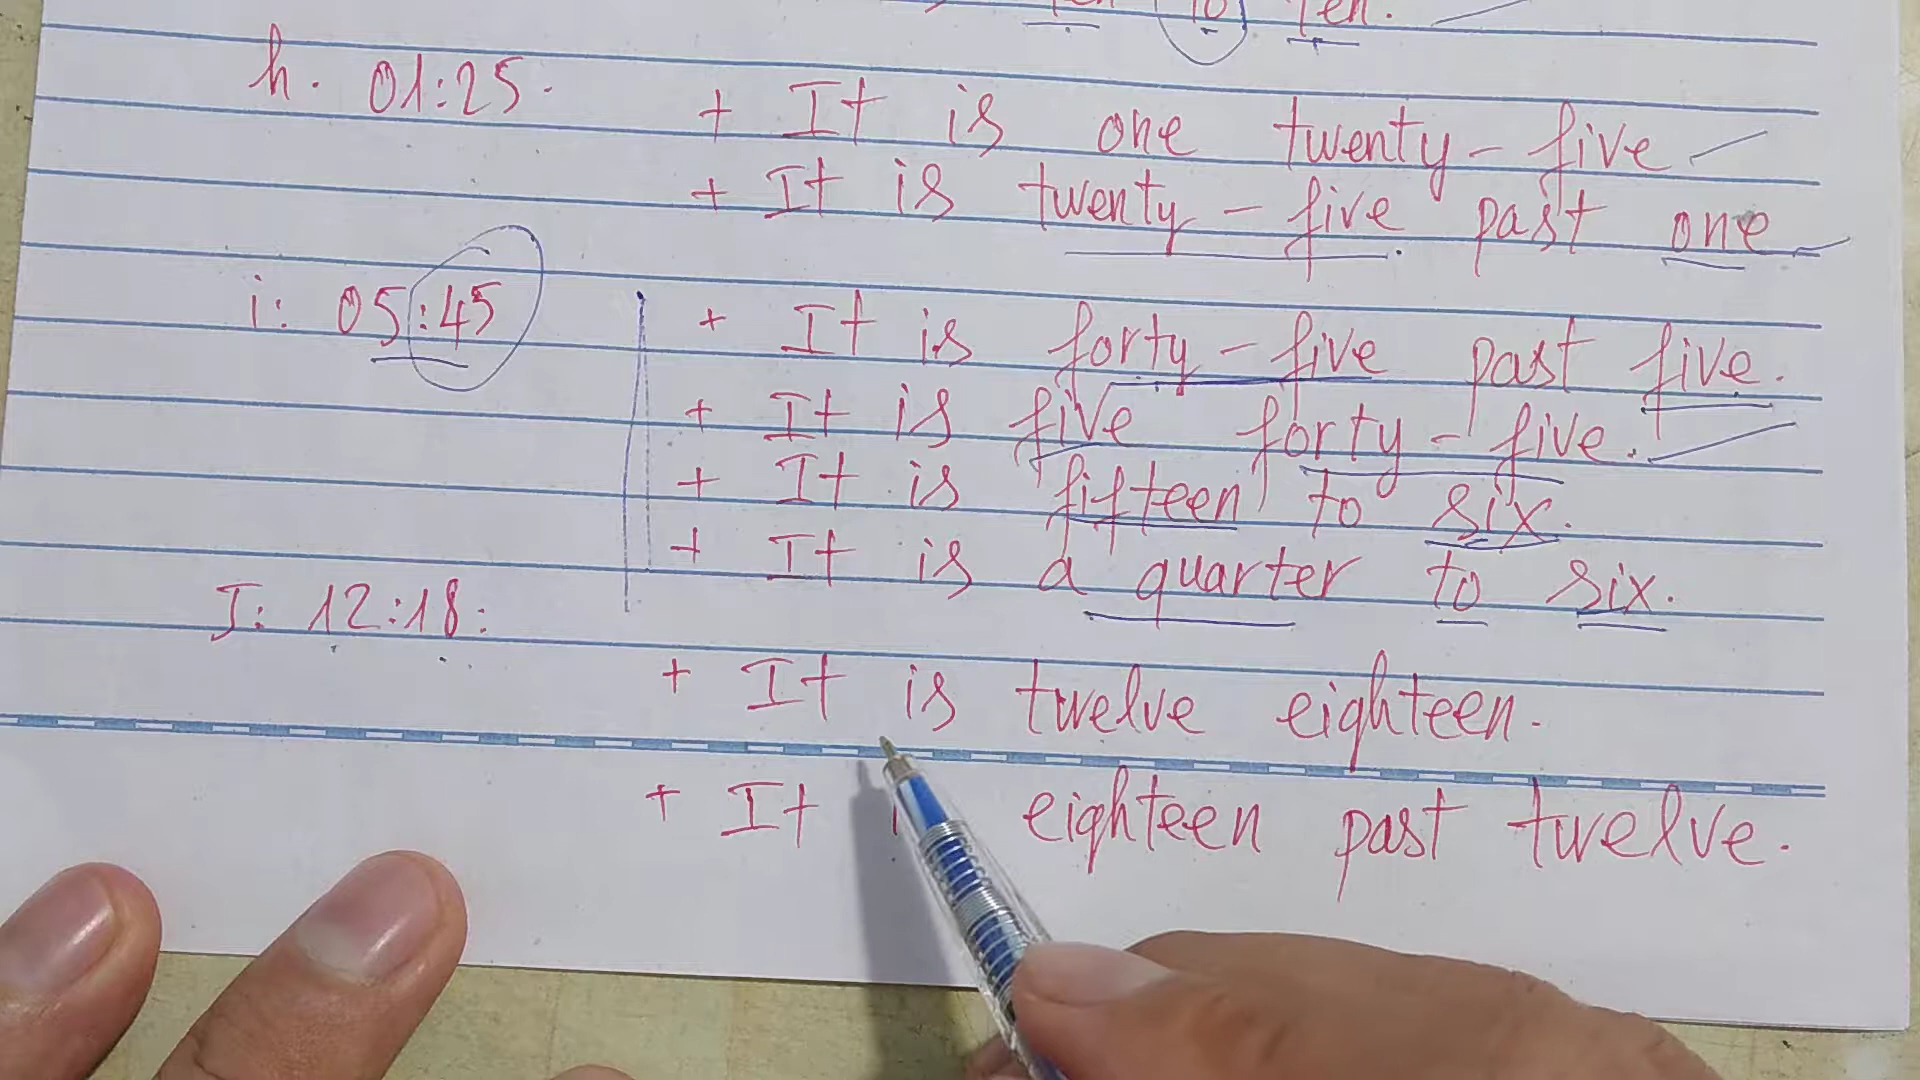 to ten.
h. 01:25.
+ It is one twenty-five
+ It is twenty-five past one
i: 05:45
+ It is forty-five past five.
+ It is five forty-five.
+ It is fifteen to six.
+ It is a quarter to six.
J: 12:18:
+ It is twelve eighteen.
+ It eighteen past twelve.